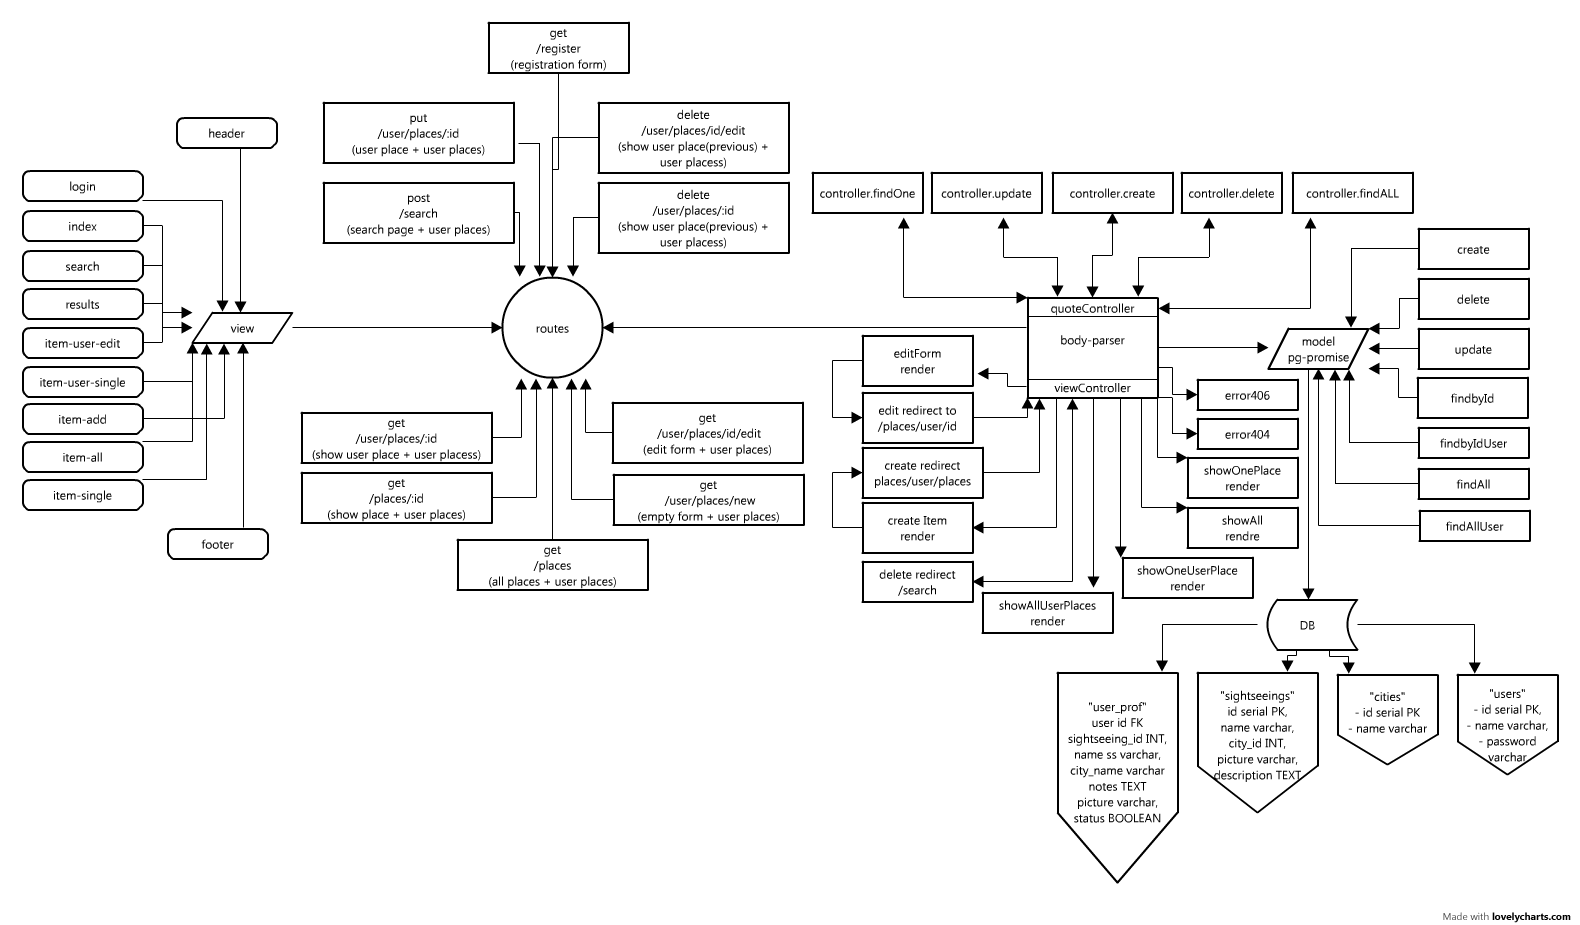 get
/register
(registration form)
put
/user/places/:id
(user place + user places)
delete
/user/places/id/edit
(show user place(previous) +
user placess)
header
login
index
search
results
item-user-edit
item-user-single
item-add
item-all
item-single
view
footer
post
/search
(search page + user places)
delete
/user/places/:id
(show user place(previous) +
user placess)
routes
get
/user/places/:id
(show user place + user placess)
get
/user/places/id/edit
(edit form + user places)
get
/places/:id
(show place + user places)
get
/user/places/new
(empty form + user places)
get
/places
(all places + user places)
controller.findOne
controller.update
controller.create
controller.delete
controller.findALL
quoteController
body-parser
viewController
editForm
render
edit redirect to
/places/user/id
create redirect
places/user/places
create Item
render
delete redirect
/search
showAllUserPlaces
render
showOneUserPlace
render
error406
error404
showOnePlace
render
showAll
rendre
model
pg-promise
create
delete
update
findbyId
findbyIdUser
findAll
findAllUser
DB
"user_prof"
user id FK
sightseeing_id INT,
name ss varchar,
city_name varchar
notes TEXT
picture varchar,
status BOOLEAN
"sightseeings"
id serial PK,
name varchar,
city_id INT,
picture varchar,
description TEXT
"cities"
- id serial PK
- name varchar
"users"
- id serial PK,
- name varchar,
- password
varchar
Made with lovelycharts.com